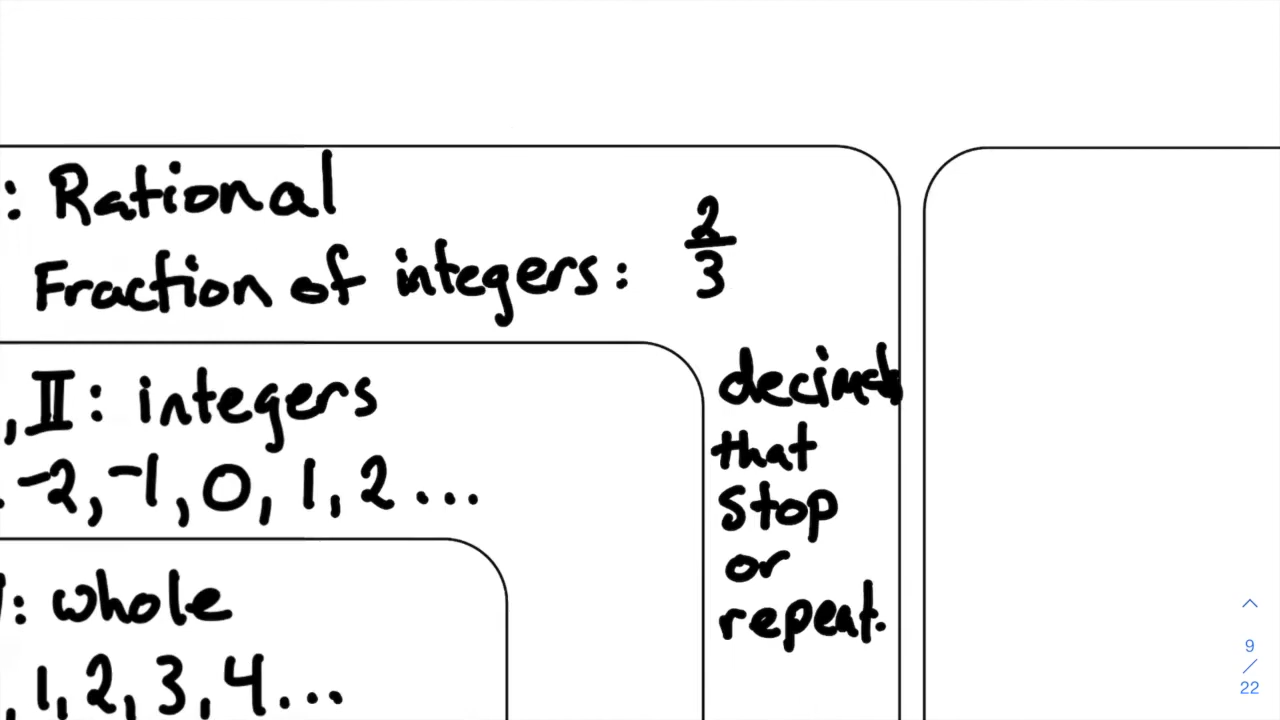 : Rational
Fraction of integers: 2/3
decimals
that
stop
or
repeat.
, II: integers
-2, -1, 0, 1, 2 ...
: whole
, 1, 2, 3, 4 ...
9
/
22